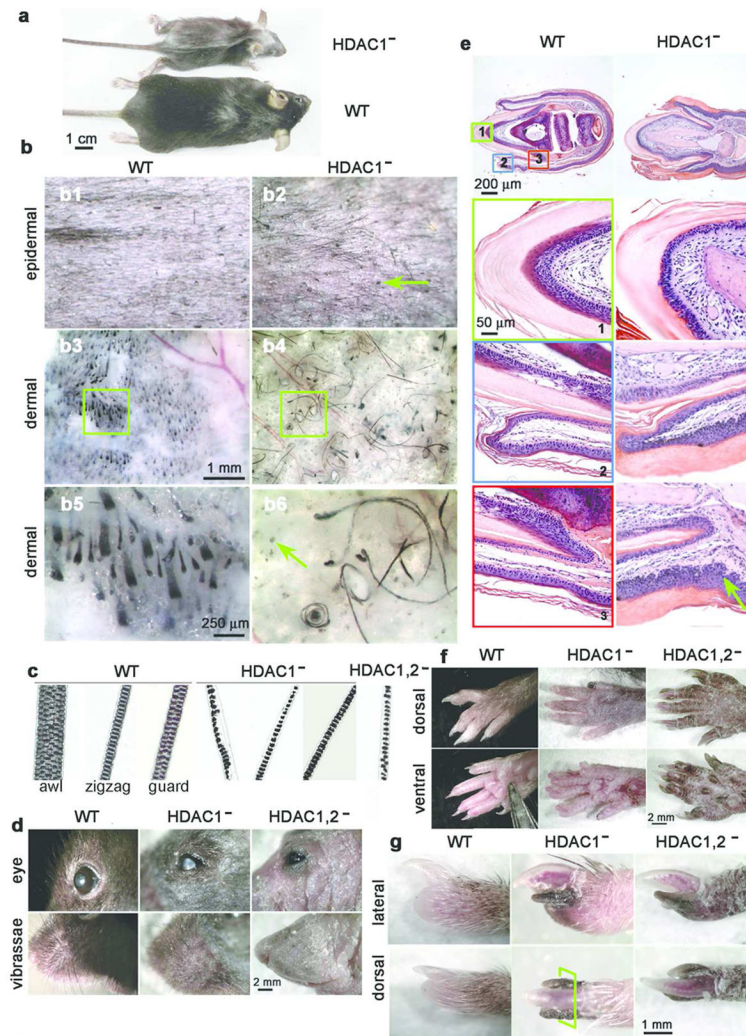 a
HDAC1⁻
WT
1 cm
b
WT HDAC1⁻
epidermal
b1 b2
dermal
b3 b4
1 mm
dermal
b5 b6
250 µm
c
WT HDAC1⁻ HDAC1,2⁻
awl zigzag guard
d
WT HDAC1⁻ HDAC1,2⁻
eye
vibrassae
2 mm
e
WT HDAC1⁻
1
2
3
200 µm
50 µm
1
2
3
f
WT HDAC1⁻ HDAC1,2⁻
dorsal
ventral
2 mm
g
WT HDAC1⁻ HDAC1,2⁻
lateral
dorsal
1 mm